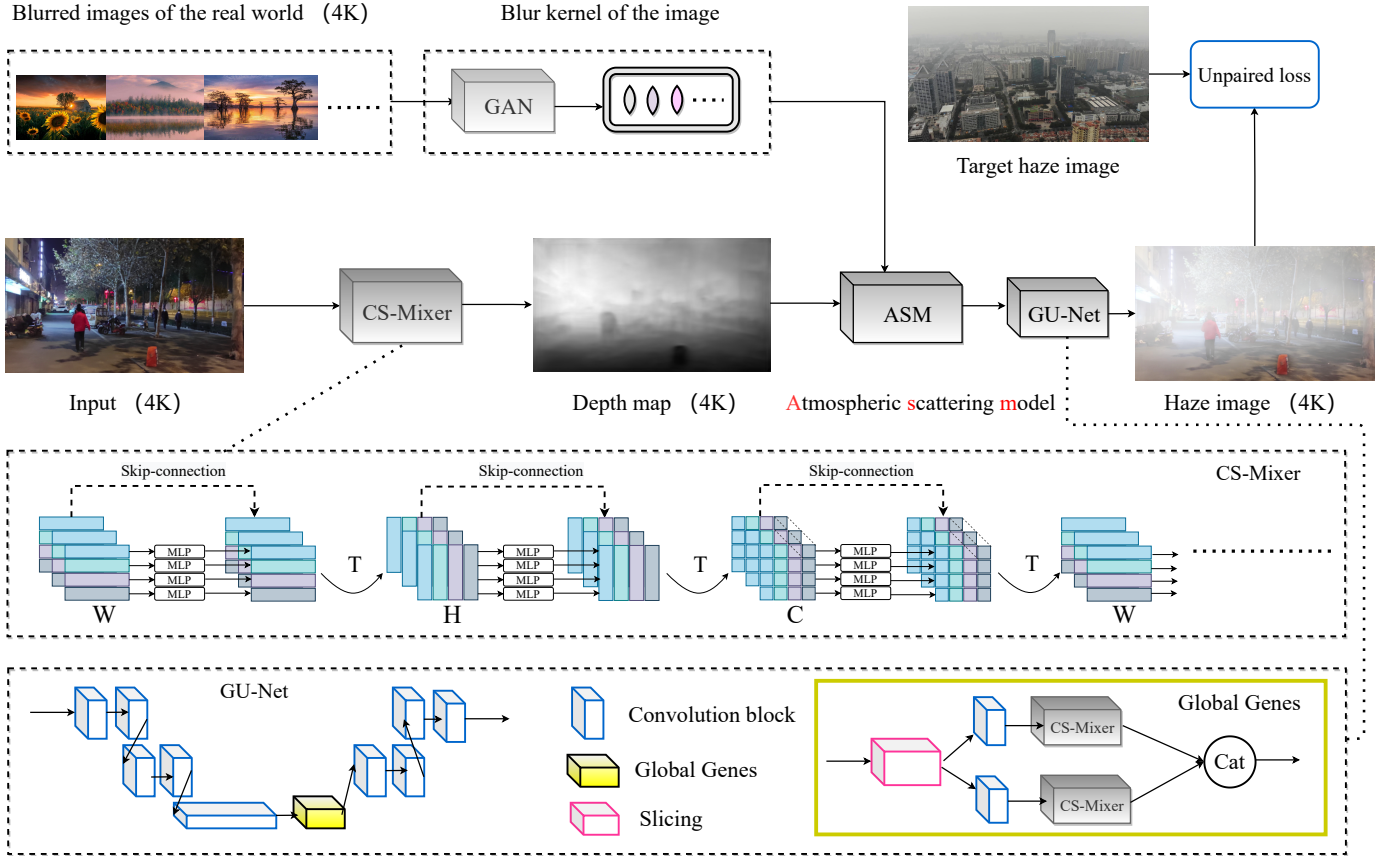 Blurred images of the real world （4K）
Blur kernel of the image
GAN
Unpaired loss
Target haze image
CS-Mixer
ASM
GU-Net
Input （4K）
Depth map （4K）
Atmospheric scattering model
Haze image （4K）
CS-Mixer
Skip-connection
Skip-connection
Skip-connection
MLP
MLP
MLP
MLP
T
MLP
MLP
MLP
MLP
T
MLP
MLP
MLP
MLP
T
W
H
C
W
GU-Net
Convolution block
Global Genes
Slicing
Global Genes
CS-Mixer
CS-Mixer
Cat